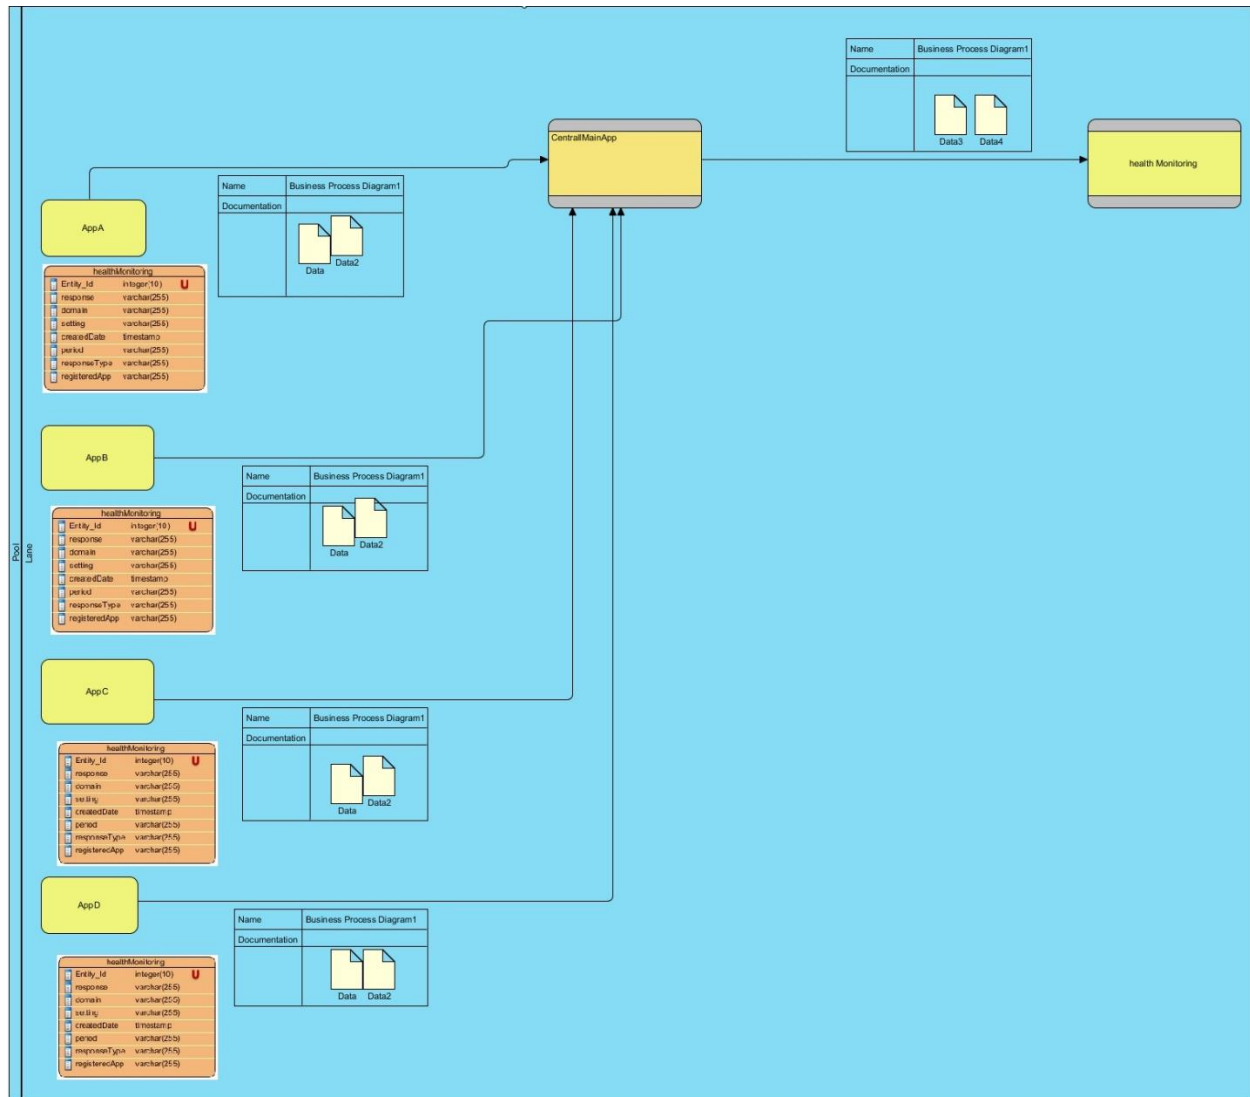 Pool
Lane
Name Business Process Diagram1
Documentation
Data3 Data4
CentrallMainApp
health Monitoring
AppA
Name Business Process Diagram1
Documentation
Data Data2
healthMonitoring
Entity_Id integer(10) U
response varchar(255)
domain varchar(255)
setting varchar(255)
createdDate timestamp
period varchar(255)
responseType varchar(255)
registeredApp varchar(255)
AppB
Name Business Process Diagram1
Documentation
Data Data2
healthMonitoring
Entity_Id integer(10) U
response varchar(255)
domain varchar(255)
setting varchar(255)
createdDate timestamp
period varchar(255)
responseType varchar(255)
registeredApp varchar(255)
AppC
Name Business Process Diagram1
Documentation
Data Data2
healthMonitoring
Entity_Id integer(10) U
response varchar(255)
domain varchar(255)
setting varchar(255)
createdDate timestamp
period varchar(255)
responseType varchar(255)
registeredApp varchar(255)
AppD
Name Business Process Diagram1
Documentation
Data Data2
healthMonitoring
Entity_Id integer(10) U
response varchar(255)
domain varchar(255)
setting varchar(255)
createdDate timestamp
period varchar(255)
responseType varchar(255)
registeredApp varchar(255)